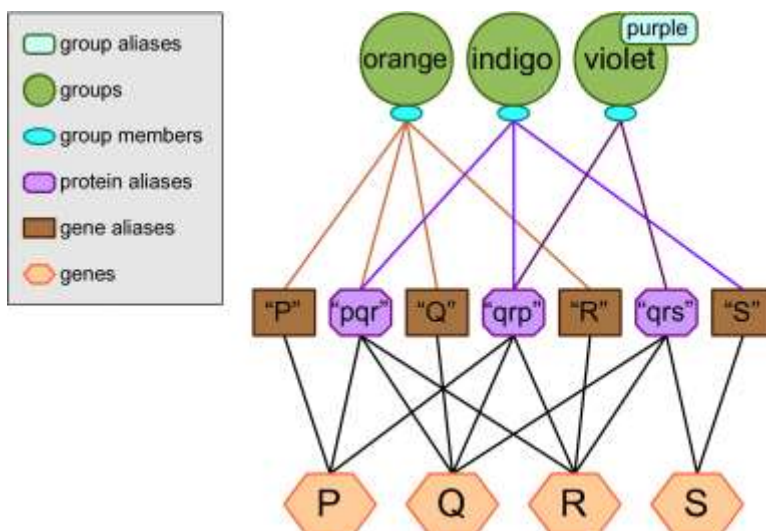 group aliases
groups
group members
protein aliases
gene aliases
genes
purple
orange
indigo
violet
“P”
“pqr”
“Q”
“qrp”
“R”
“qrs”
“S”
P
Q
R
S